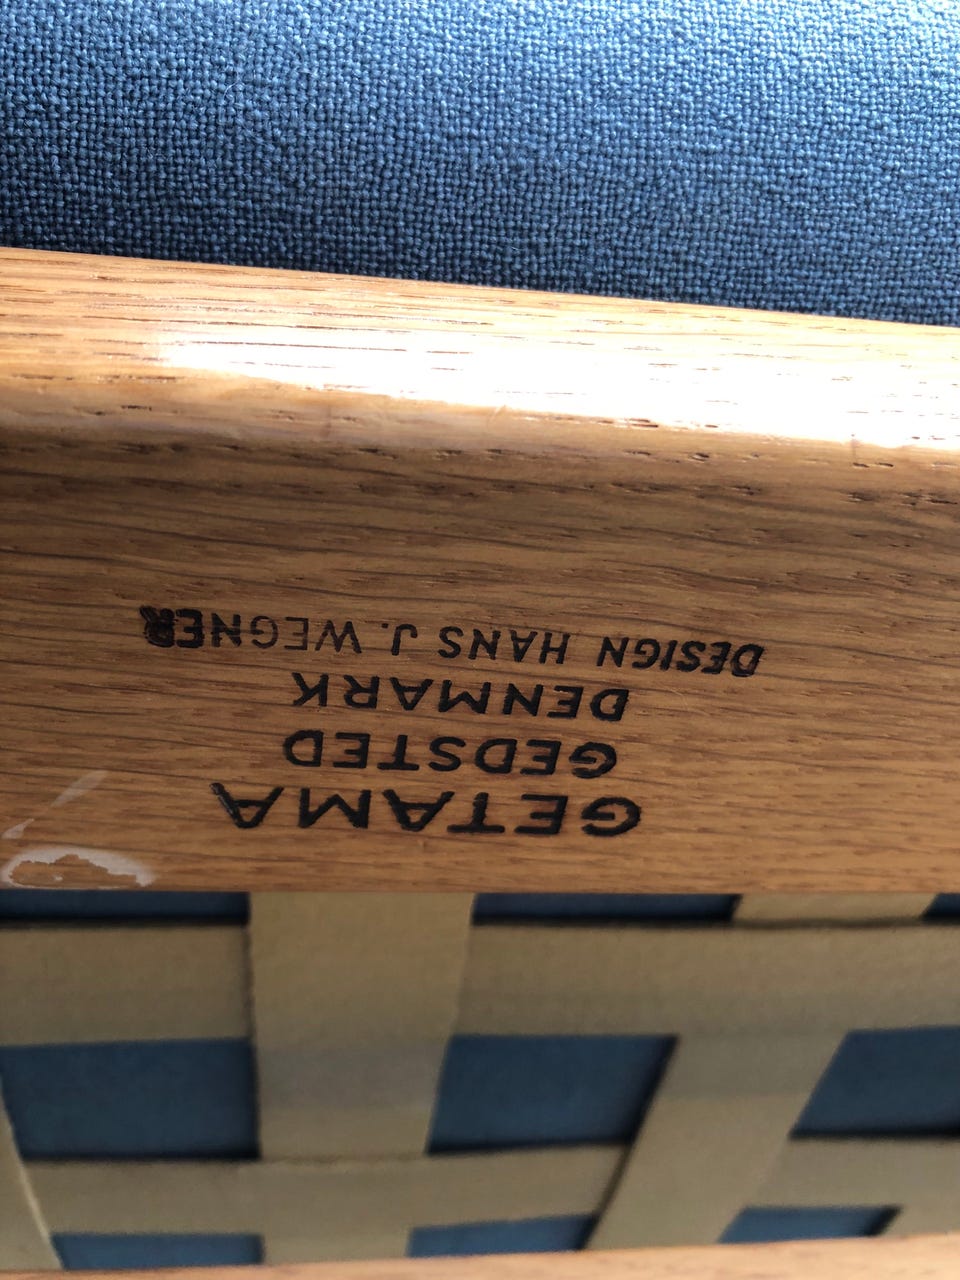 GETAMA
GEDSTED
DENMARK
DESIGN HANS J. WEGNER